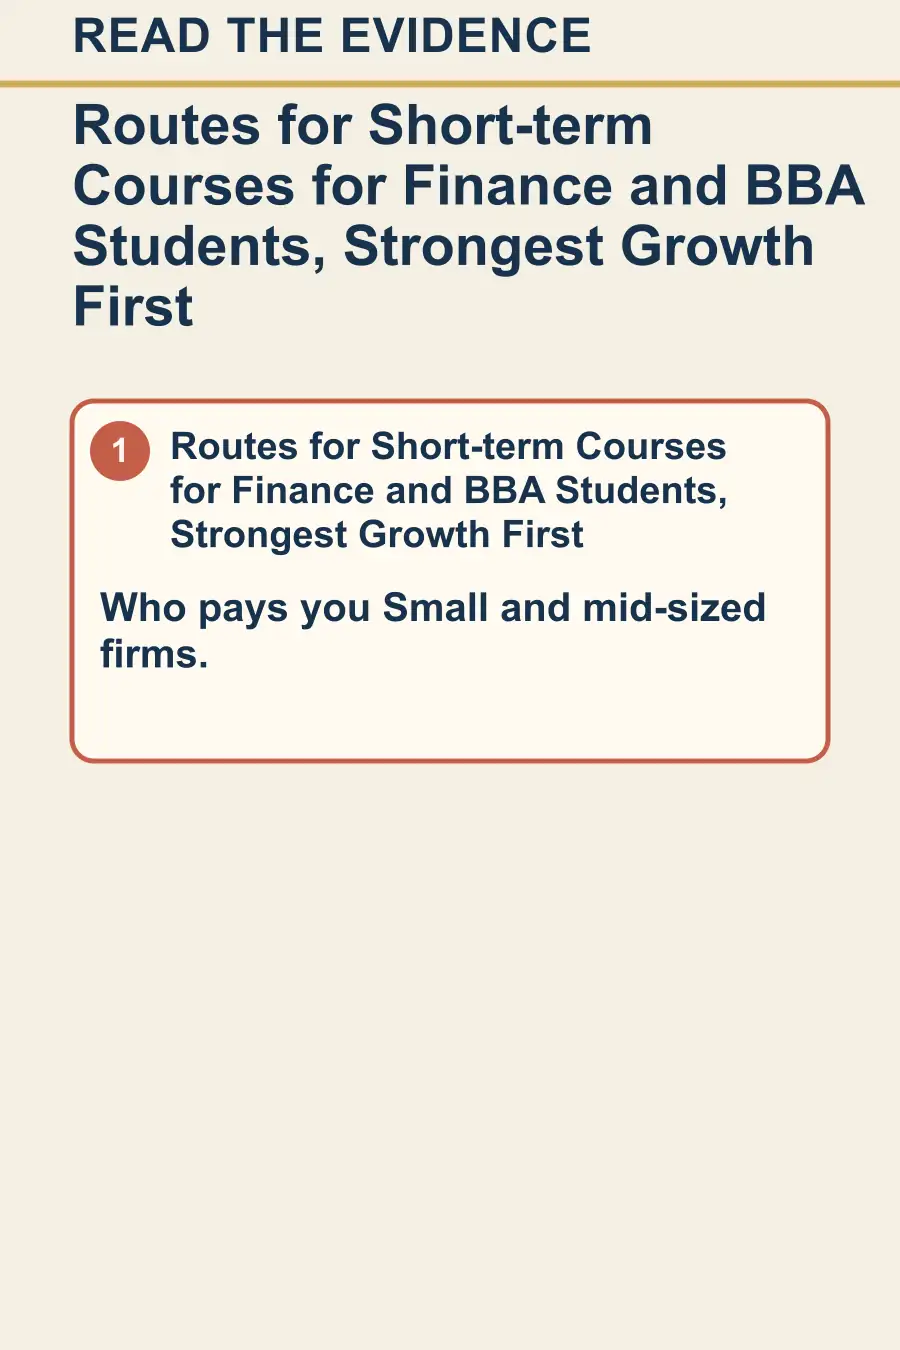 READ THE EVIDENCE
Routes for Short-term
Courses for Finance and BBA
Students, Strongest Growth
First
1
Routes for Short-term Courses
for Finance and BBA Students,
Strongest Growth First
Who pays you Small and mid-sized
firms.